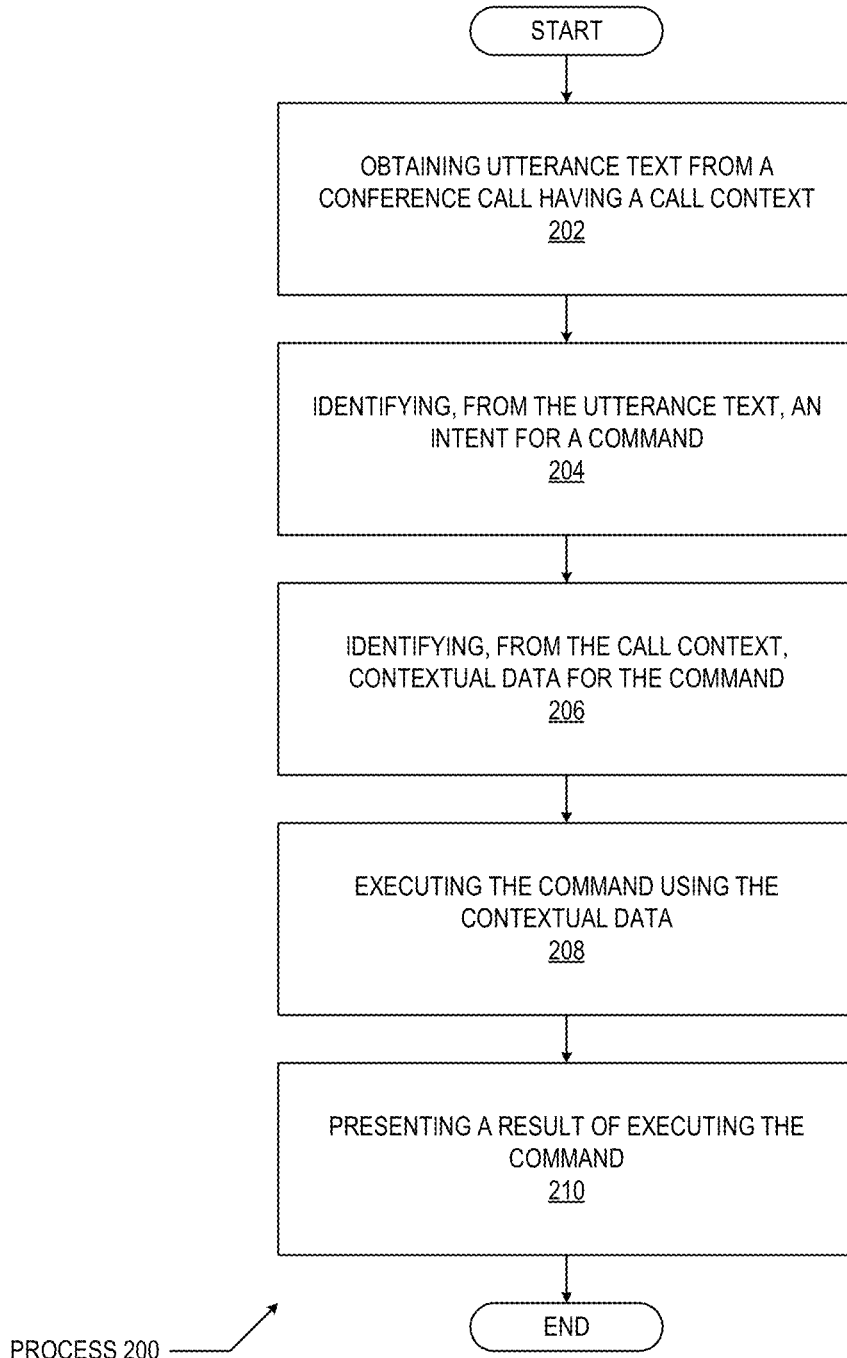 START
OBTAINING UTTERANCE TEXT FROM A
CONFERENCE CALL HAVING A CALL CONTEXT
202
IDENTIFYING, FROM THE UTTERANCE TEXT, AN
INTENT FOR A COMMAND
204
IDENTIFYING, FROM THE CALL CONTEXT,
CONTEXTUAL DATA FOR THE COMMAND
206
EXECUTING THE COMMAND USING THE
CONTEXTUAL DATA
208
PRESENTING A RESULT OF EXECUTING THE
COMMAND
210
END
PROCESS 200